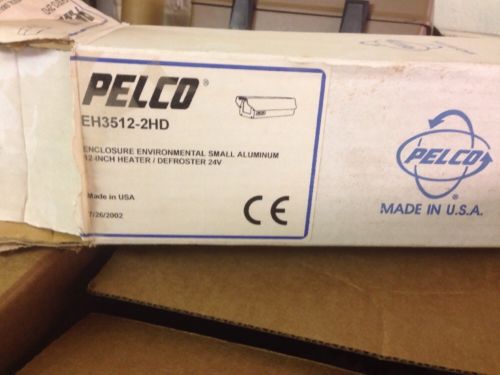 PELCO®
EH3512-2HD
ENCLOSURE ENVIRONMENTAL SMALL ALUMINUM
12-INCH HEATER / DEFROSTER 24V
Made in USA
7/26/2002
CE
PELCO
MADE IN U.S.A.